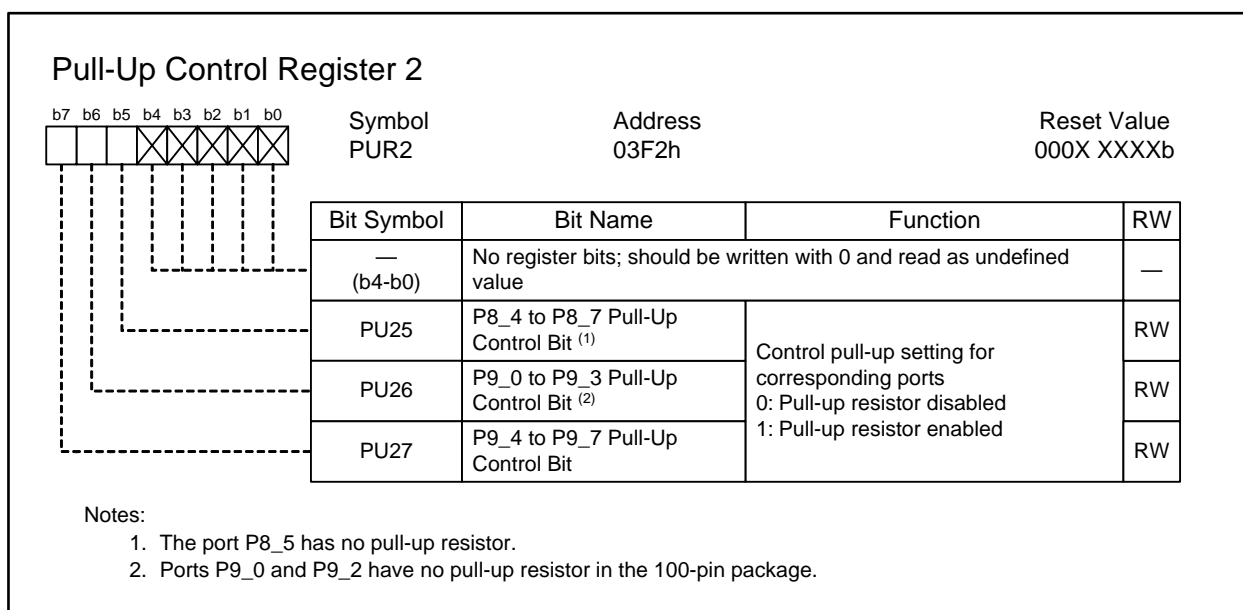 Pull-Up Control Register 2
b7 b6 b5 b4 b3 b2 b1 b0
Symbol Address Reset Value
PUR2 03F2h 000X XXXXb
Bit Symbol Bit Name Function RW
—
(b4-b0)
No register bits; should be written with 0 and read as undefined
value
—
PU25
P8_4 to P8_7 Pull-Up
Control Bit (1)
Control pull-up setting for
corresponding ports
0: Pull-up resistor disabled
1: Pull-up resistor enabled
RW
PU26
P9_0 to P9_3 Pull-Up
Control Bit (2)
RW
PU27
P9_4 to P9_7 Pull-Up
Control Bit
RW
Notes:
1. The port P8_5 has no pull-up resistor.
2. Ports P9_0 and P9_2 have no pull-up resistor in the 100-pin package.